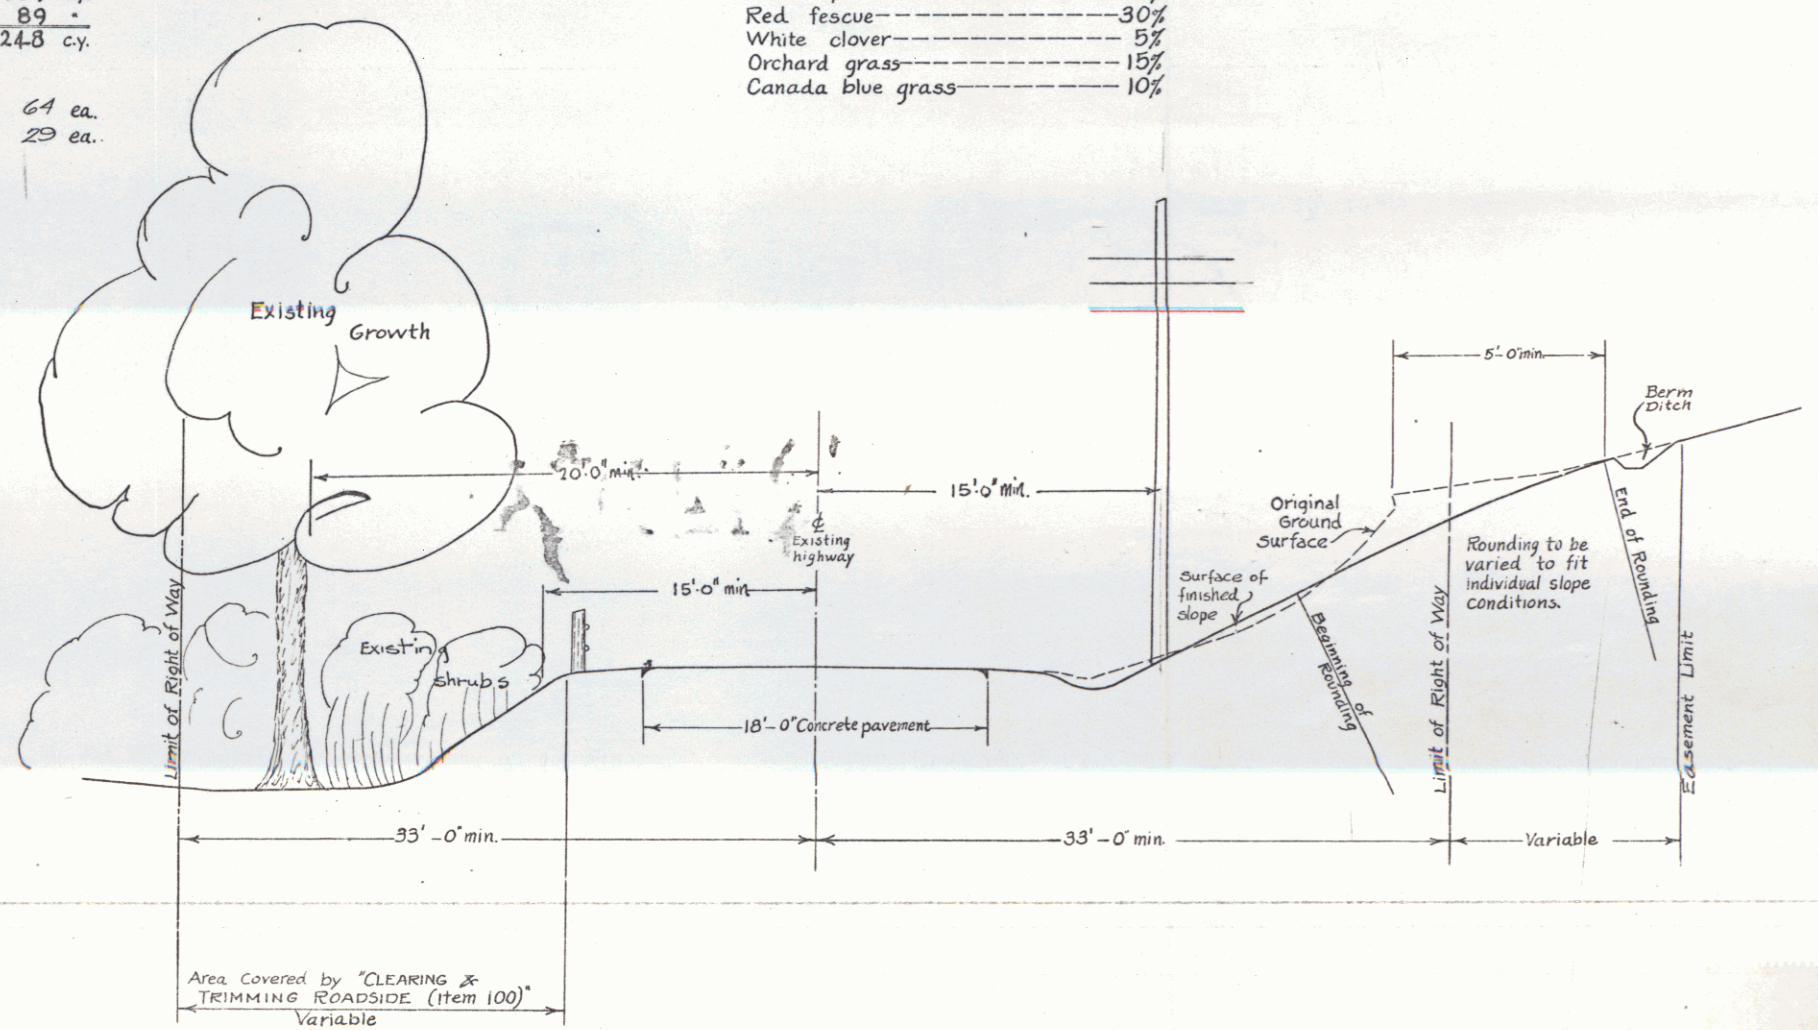 89 "
248 c.y.
64 ea.
29 ea.
Red fescue 30%
White clover 5%
Orchard grass 15%
Canada blue grass 10%
Existing
Growth
5'-0" min.
Berm
Ditch
20'-0" min.
15'-0" min.
℄
Existing
highway
Original
Ground
Surface
End of Rounding
Rounding to be
varied to fit
individual slope
conditions.
15'-0" min
Surface of
finished
slope
Limit of Right of Way
Existing
shrubs
Beginning of
Rounding
Limit of Right of Way
Easement Limit
18'-0" Concrete pavement
33'-0" min.
33'-0" min.
Variable
Area Covered by "CLEARING &
TRIMMING ROADSIDE (Item 100)"
Variable